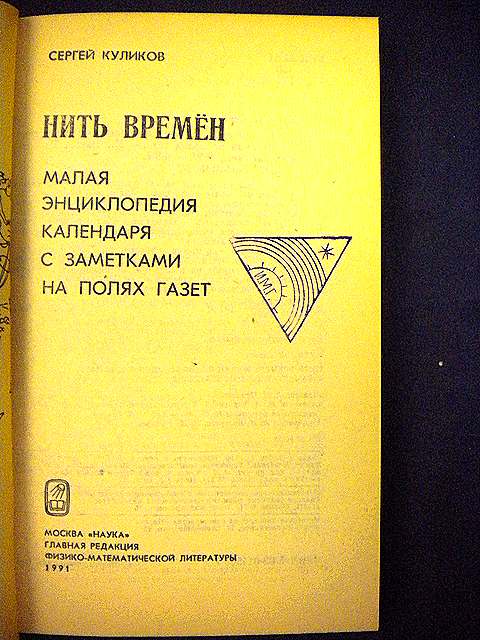 СЕРГЕЙ КУЛИКОВ
НИТЬ ВРЕМЁН
МАЛАЯ
ЭНЦИКЛОПЕДИЯ
КАЛЕНДАРЯ
С ЗАМЕТКАМИ
НА ПОЛЯХ ГАЗЕТ
МОСКВА «НАУКА»
ГЛАВНАЯ РЕДАКЦИЯ
ФИЗИКО-МАТЕМАТИЧЕСКОЙ ЛИТЕРАТУРЫ
1991